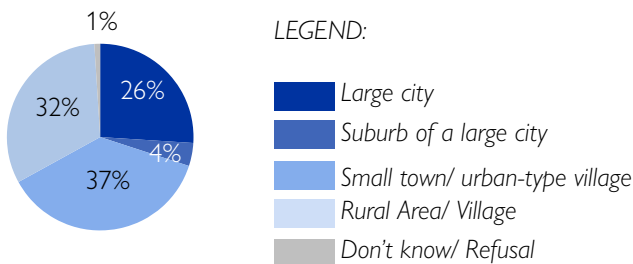 1%
26%
4%
37%
32%
LEGEND:
Large city
Suburb of a large city
Small town/ urban-type village
Rural Area/ Village
Don't know/ Refusal